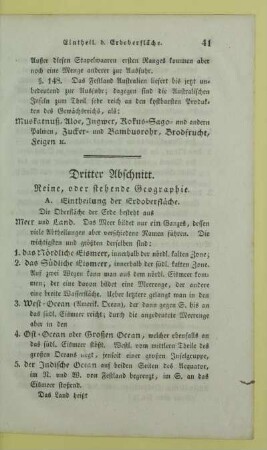 Eintheil. d. Erdoberfläche. 41
Außer diesen Stapelwaaren ersten Ranges kommen aber
noch eine Menge anderer zur Ausfuhr.
§. 148. Das Festland Australien liefert bis jetzt un-
bedeutend zur Ausfuhr; dagegen sind die Australischen
Inseln zum Theil sehr reich an den kostbarsten Produk-
ten des Gewächsreichs, als:
Muskatnuß, Aloe, Ingwer, Kokus-Sago- und andern
Palmen, Zucker- und Bambusrohr, Brodfrucht,
Feigen u.
Dritter Abschnitt.
Reine, oder stehende Geographie.
A. Eintheilung der Erdoberfläche.
Die Oberfläche der Erde besteht aus
Meer und Land. Das Meer bildet nur ein Ganzes, dessen
viele Abtheilungen aber verschiedene Namen führen. Die
wichtigsten und größten derselben sind:
1. das Nördliche Eismeer, innerhalb der nördl. kalten Zone;
2. das Südliche Eismeer, innerhalb der südl. kalten Zone.
Auf zwei Wegen kann man aus dem nördl. Eismeer kom-
men; der eine davon bildet eine Meerenge, der andere
eine breite Wasserfläche. Ueber letztere gelangt man in den
3. West-Ocean (Amerik. Ocean), der dann gegen S. bis an
das südl. Eismeer reicht; durch die angedeutete Meerenge
aber in den
4. Ost-Ocean oder Großen Ocean, welcher ebenfalls an
das südl. Eismeer stößt. Westl. vom mittlern Theile des
großen Oceans liegt, jenseit einer großen Inselgruppe,
5. der Indische Ocean auf beiden Seiten des Aequator,
im N. und W. von Festland begrenzt, im S. an das
Eismeer stoßend.
Das Land heißt